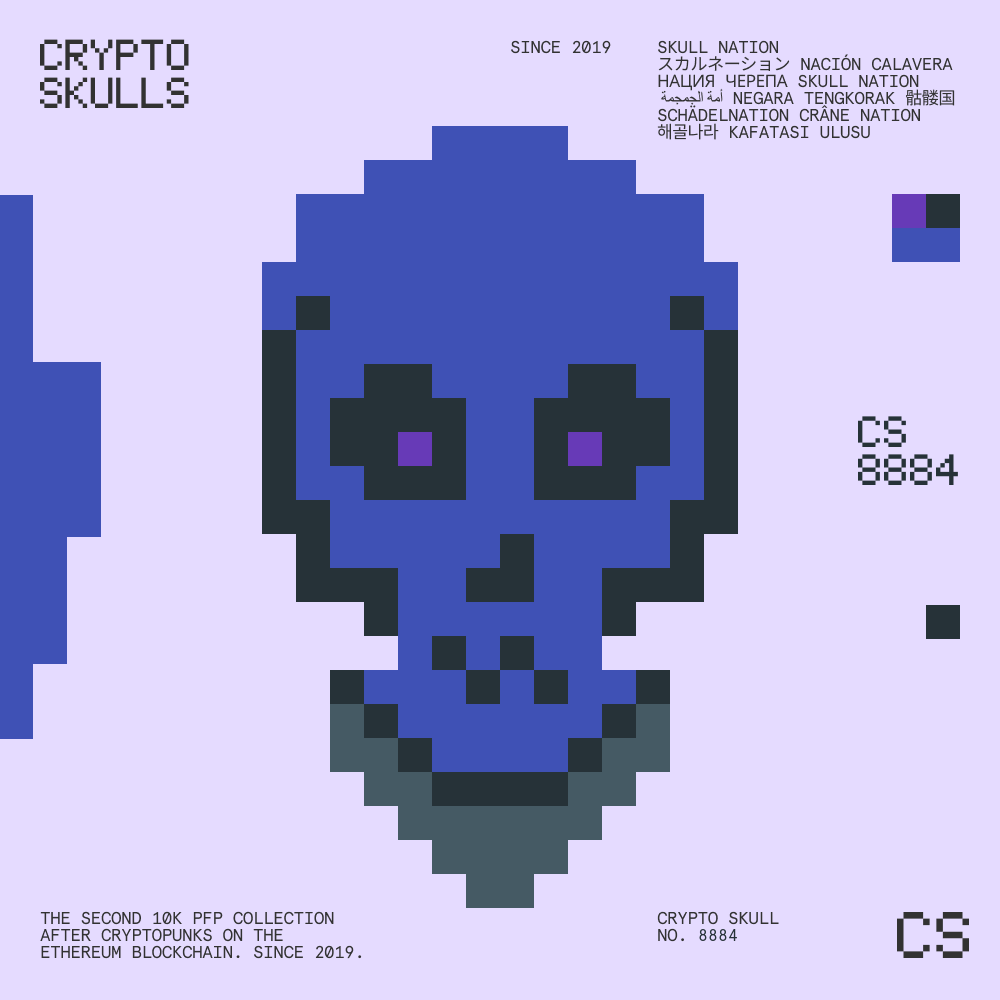 CRYPTO
SKULLS
SINCE 2019
SKULL NATION
スカルネーション NACIÓN CALAVERA
НАЦИЯ ЧЕРЕПА SKULL NATION
أمة الجمجمة NEGARA TENGKORAK 骷髅国
SCHÄDELNATION CRÂNE NATION
해골나라 KAFATASI ULUSU
CS
8884
THE SECOND 10K PFP COLLECTION
AFTER CRYPTOPUNKS ON THE
ETHEREUM BLOCKCHAIN. SINCE 2019.
CRYPTO SKULL
NO. 8884
CS